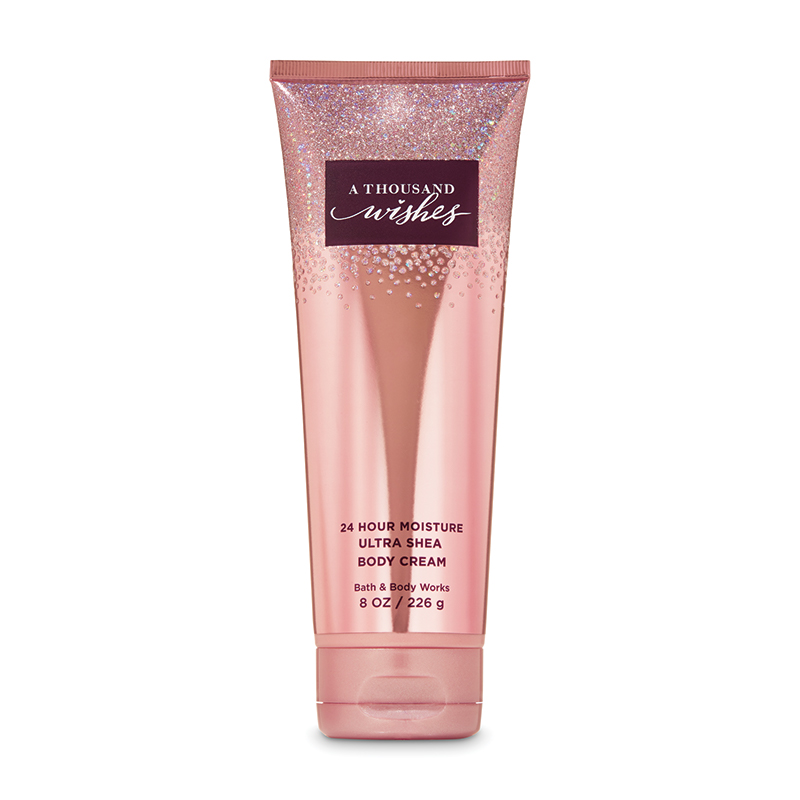 A THOUSAND
wishes
24 HOUR MOISTURE
ULTRA SHEA
BODY CREAM
Bath & Body Works
8 OZ / 226 g